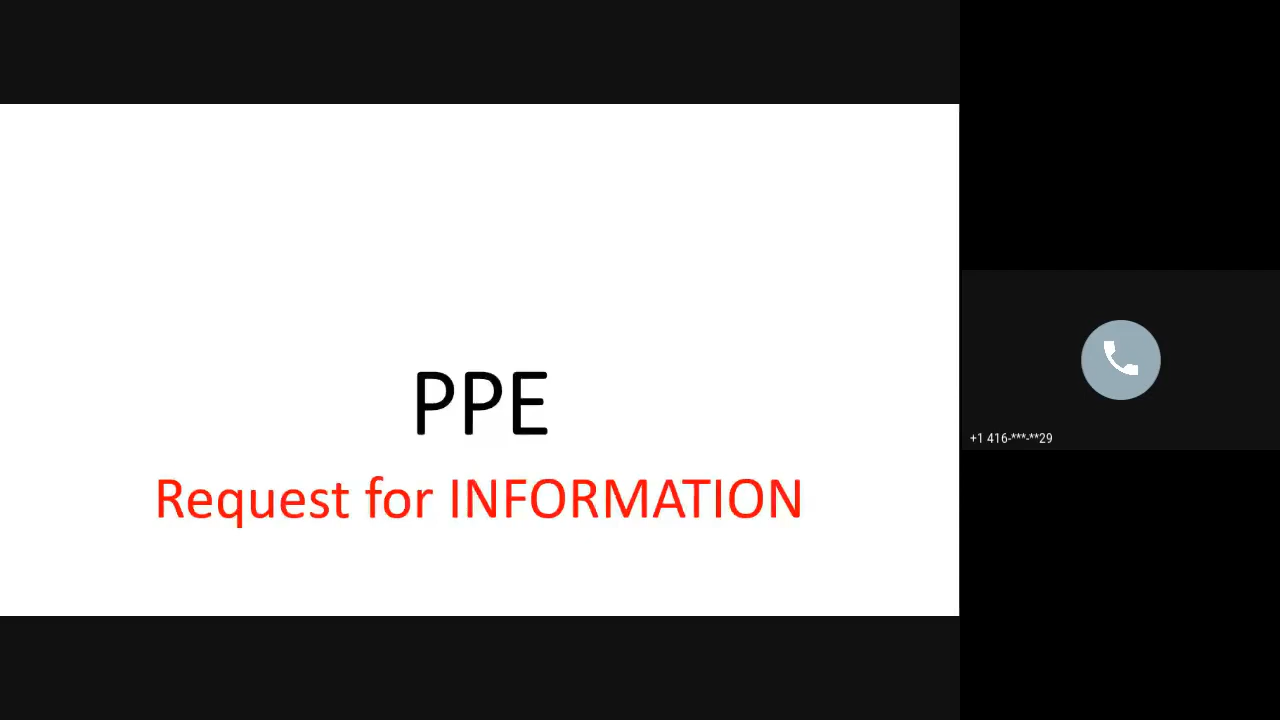 PPE
Request for INFORMATION
+1 416-***-**29